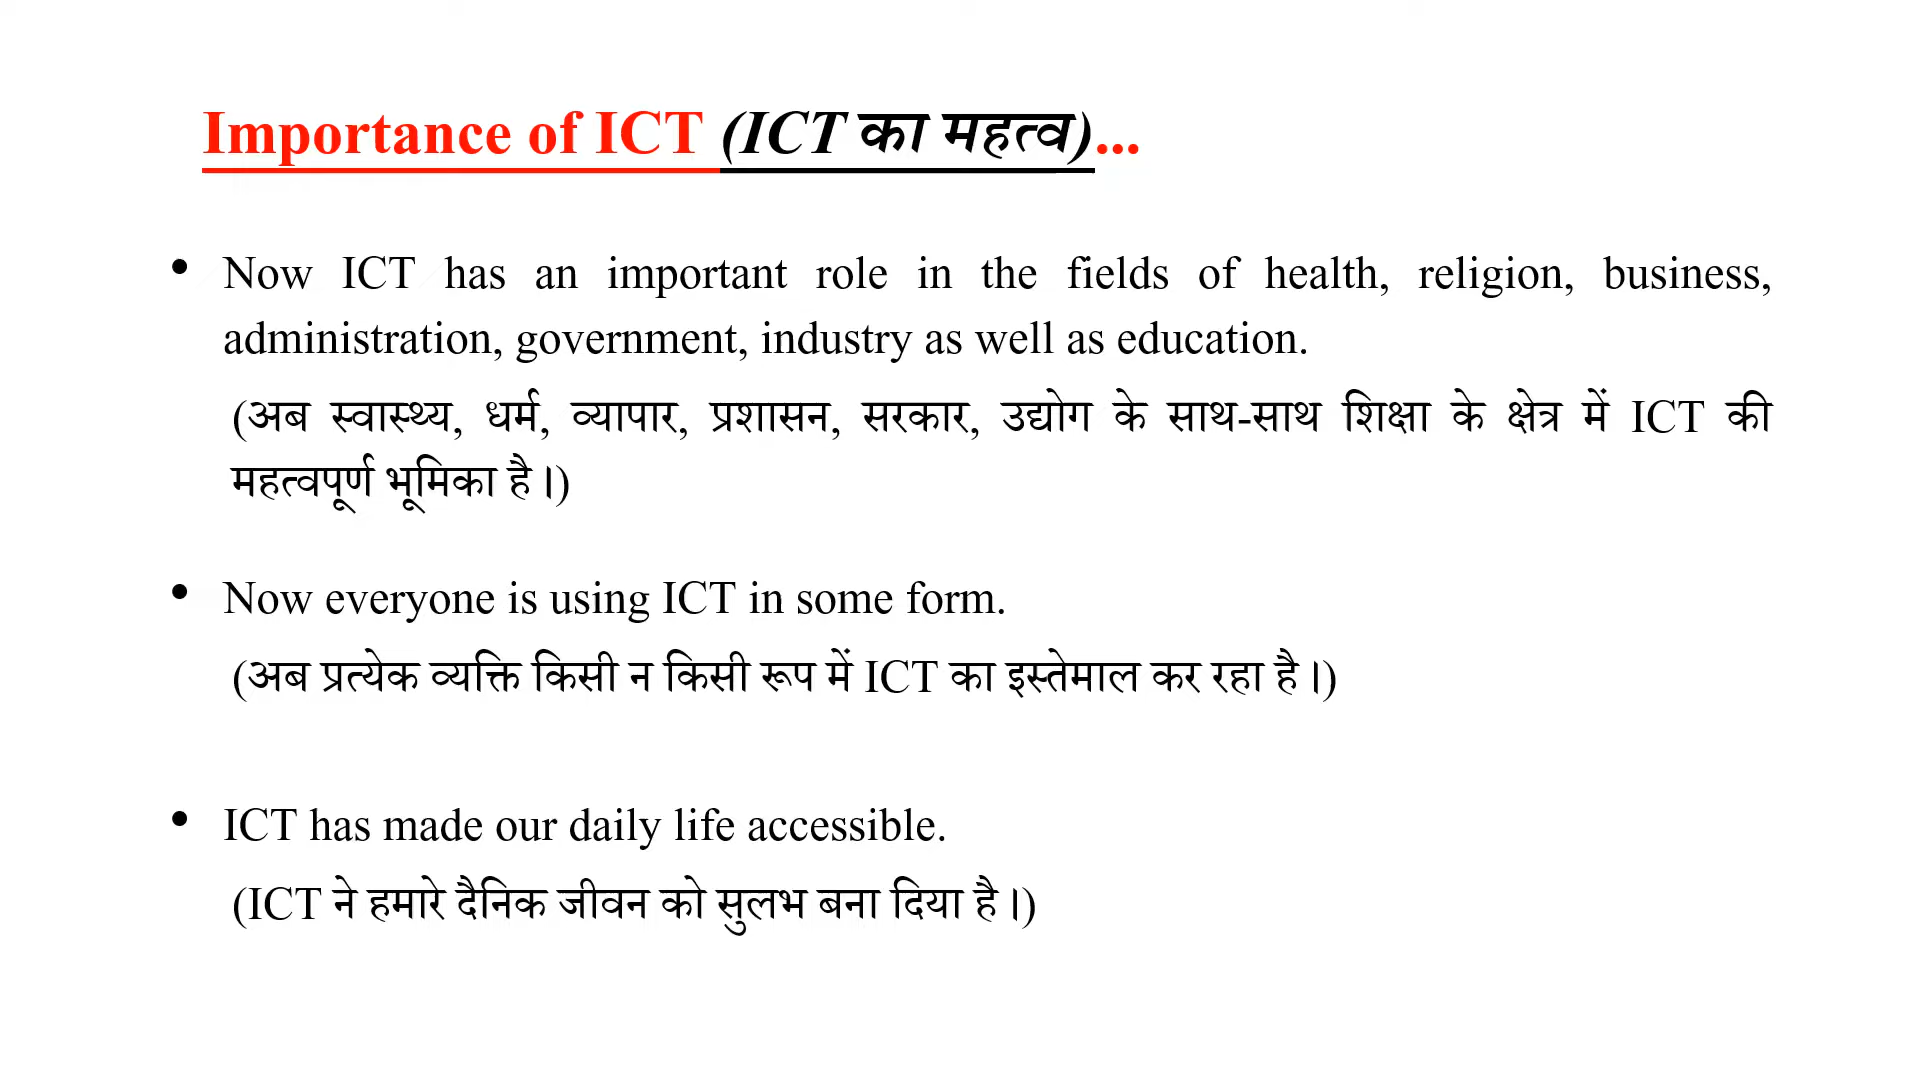 Importance of ICT (ICT का महत्व)...
• Now ICT has an important role in the fields of health, religion, business,
administration, government, industry as well as education.
(अब स्वास्थ्य, धर्म, व्यापार, प्रशासन, सरकार, उद्योग के साथ-साथ शिक्षा के क्षेत्र में ICT की
महत्वपूर्ण भूमिका है।)
• Now everyone is using ICT in some form.
(अब प्रत्येक व्यक्ति किसी न किसी रूप में ICT का इस्तेमाल कर रहा है।)
• ICT has made our daily life accessible.
(ICT ने हमारे दैनिक जीवन को सुलभ बना दिया है।)